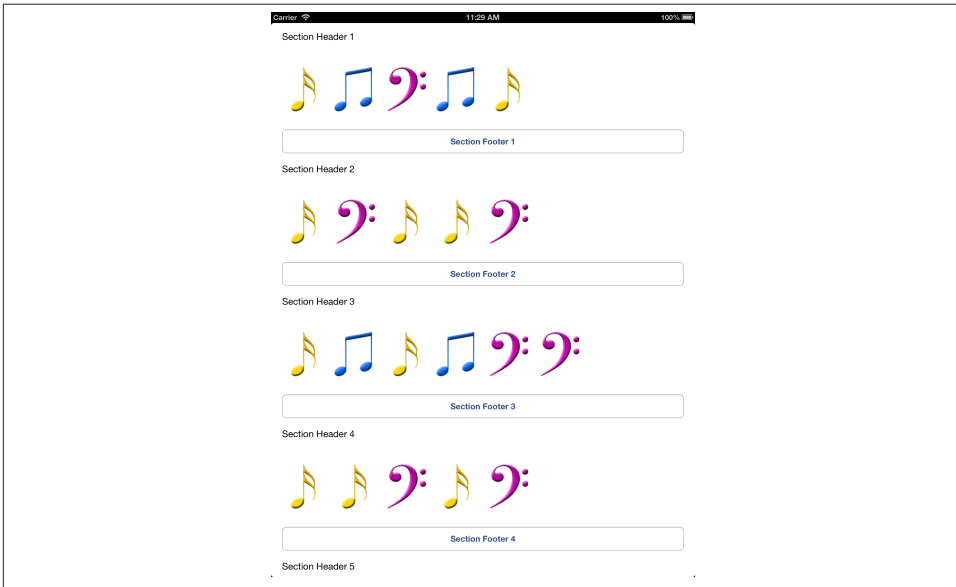 Carrier 11:29 AM 100%
Section Header 1
Section Footer 1
Section Header 2
Section Footer 2
Section Header 3
Section Footer 3
Section Header 4
Section Footer 4
Section Header 5